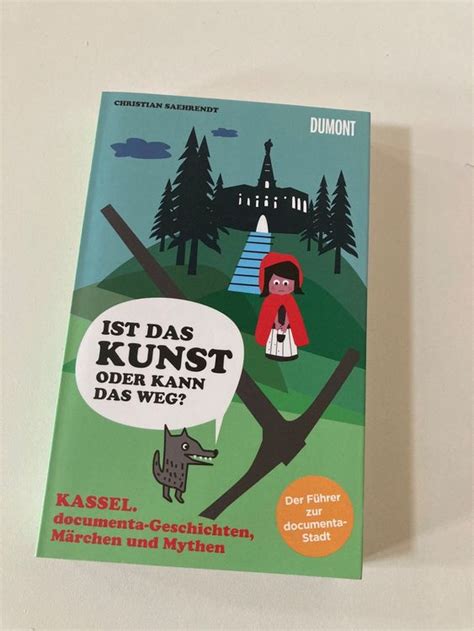 CHRISTIAN SAEHRENDT
DUMONT
IST DAS
KUNST
ODER KANN
DAS WEG?
KASSEL.
documenta-Geschichten,
Märchen und Mythen
Der Führer
zur
documenta-
Stadt